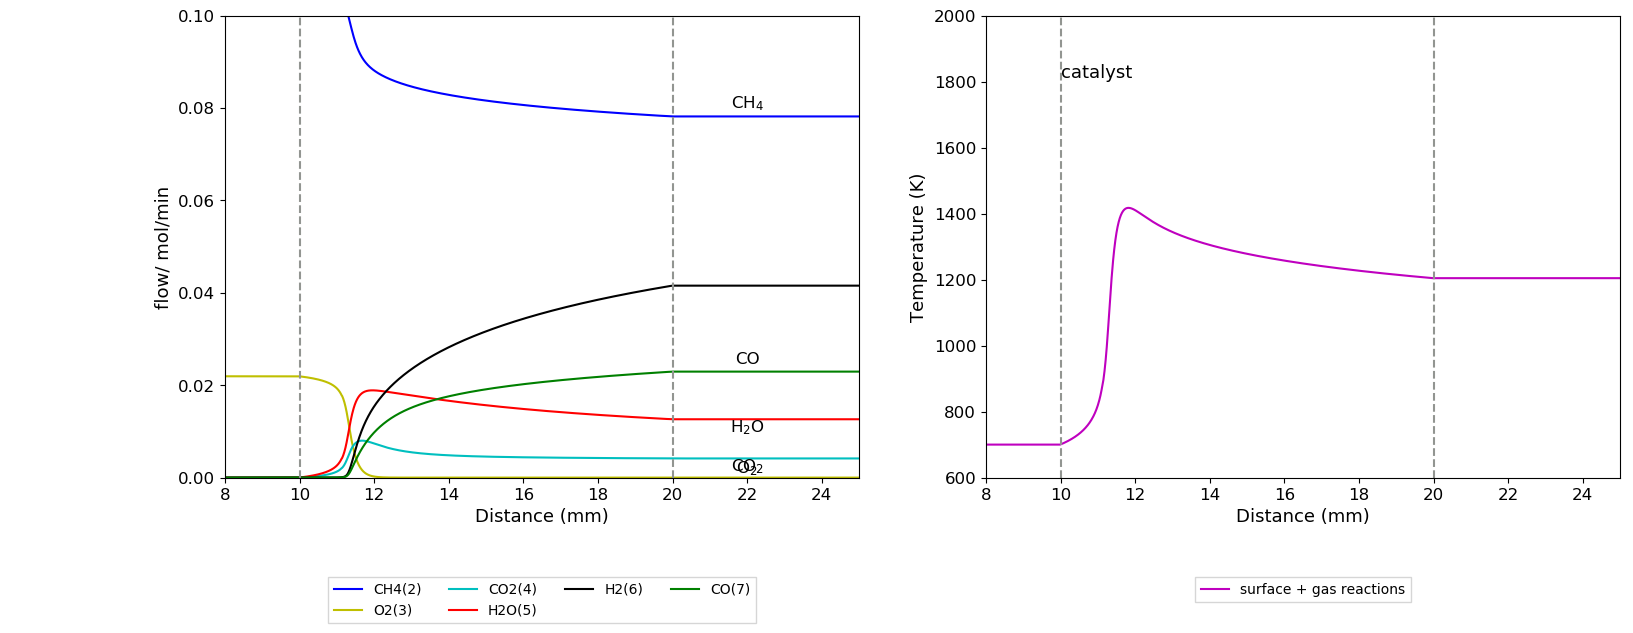 0.10
0.08
0.06
0.04
0.02
0.00
flow/ mol/min
CH₄
CO
H₂O
CO₂
O₂
8 10 12 14 16 18 20 22 24
Distance (mm)
CH4(2) CO2(4) H2(6) CO(7)
O2(3) H2O(5)
2000
1800
1600
1400
1200
1000
800
600
Temperature (K)
catalyst
8 10 12 14 16 18 20 22 24
Distance (mm)
surface + gas reactions